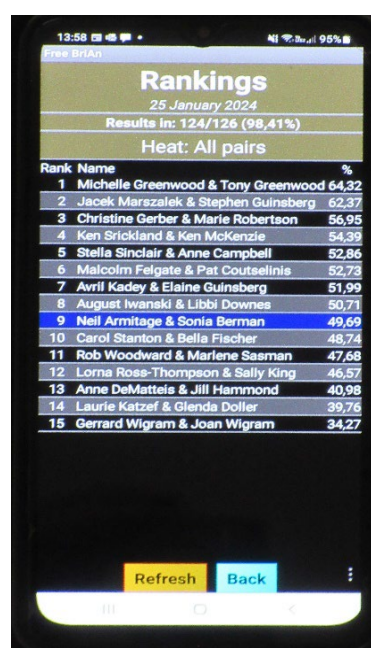 13:58
95%
Free BriAn
Rankings
25 January 2024
Results in: 124/126 (98,41%)
Heat: All pairs
Rank Name %
1 Michelle Greenwood & Tony Greenwood 64,32
2 Jacek Marszalek & Stephen Guinsberg 62,37
3 Christine Gerber & Marie Robertson 56,95
4 Ken Srickland & Ken McKenzie 54,39
5 Stella Sinclair & Anne Campbell 52,86
6 Malcolm Felgate & Pat Coutselinis 52,73
7 Avril Kadey & Elaine Guinsberg 51,99
8 August Iwanski & Libbi Downes 50,71
9 Neil Armitage & Sonia Berman 49,69
10 Carol Stanton & Bella Fischer 48,74
11 Rob Woodward & Marlene Sasman 47,68
12 Lorna Ross-Thompson & Sally King 46,57
13 Anne DeMatteis & Jill Hammond 40,98
14 Laurie Katzef & Glenda Doller 39,76
15 Gerrard Wigram & Joan Wigram 34,27
Refresh Back